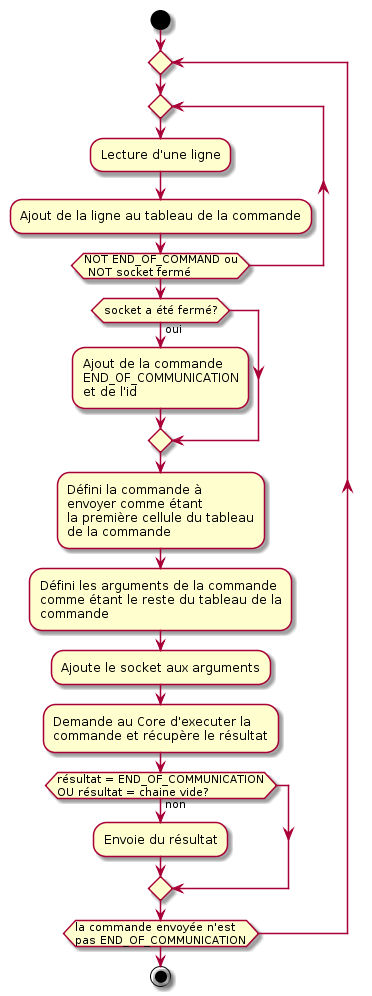 Lecture d'une ligne
Ajout de la ligne au tableau de la commande
NOT END_OF_COMMAND ou
NOT socket fermé
socket a été fermé?
oui
Ajout de la commande
END_OF_COMMUNICATION
et de l'id
Défini la commande à
envoyer comme étant
la première cellule du tableau
de la commande
Défini les arguments de la commande
comme étant le reste du tableau de la
commande
Ajoute le socket aux arguments
Demande au Core d'executer la
commande et récupère le résultat
résultat = END_OF_COMMUNICATION
OU résultat = chaine vide?
non
Envoie du résultat
la commande envoyée n'est
pas END_OF_COMMUNICATION